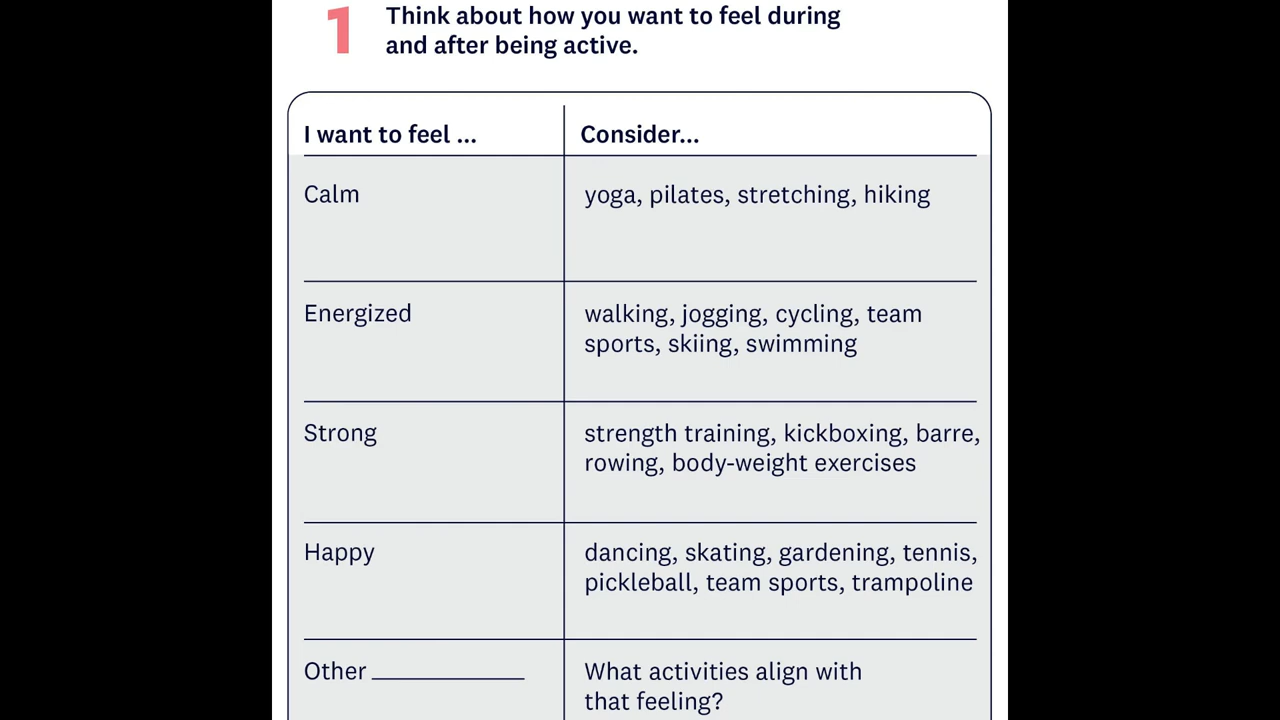 1
Think about how you want to feel during
and after being active.
I want to feel ...
Consider...
Calm
yoga, pilates, stretching, hiking
Energized
walking, jogging, cycling, team
sports, skiing, swimming
Strong
strength training, kickboxing, barre,
rowing, body-weight exercises
Happy
dancing, skating, gardening, tennis,
pickleball, team sports, trampoline
Other ____________
What activities align with
that feeling?